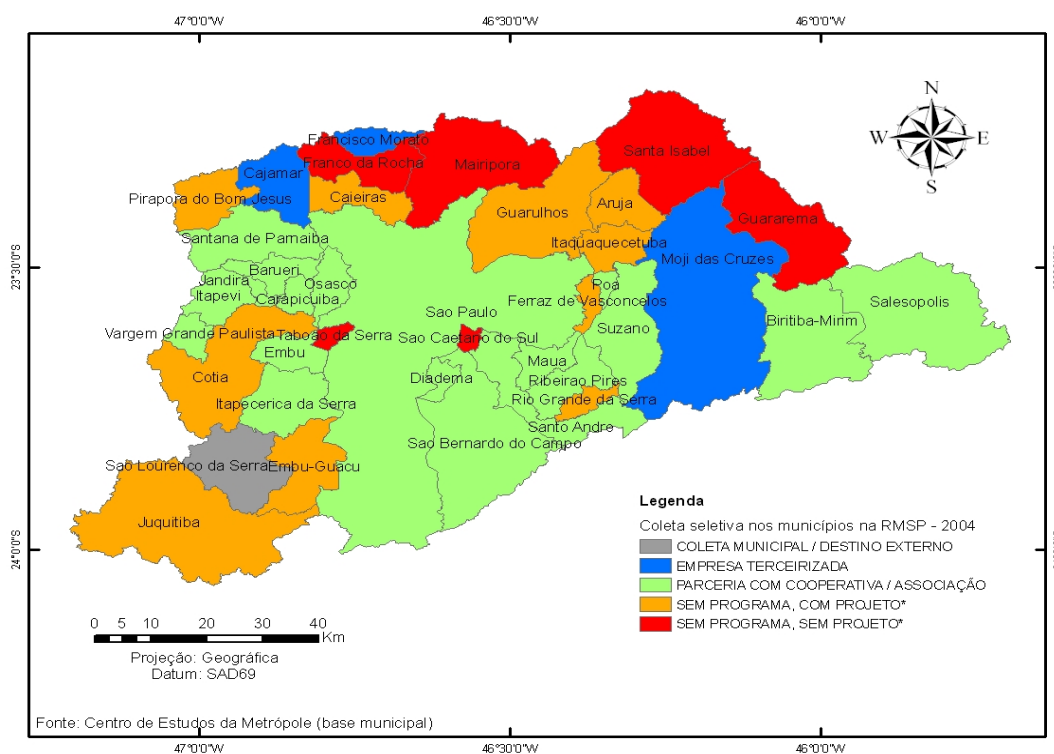 47°0'0"W 46°30'0"W 46°0'0"W
N
W E
S
Francisco Morato
Franco da Rocha
Mairipora
Santa Isabel
Cajamar
Pirapora do Bom Jesus
Caieiras
Guarulhos
Aruja
Guararema
Santana de Parnaiba
Itaquaquecetuba
Moji das Cruzes
23°30'0"S
Barueri
Jandira
Osasco
Itapevi
Carapicuiba
Poa
Ferraz de Vasconcelos
Salesopolis
Sao Paulo
Biritiba-Mirim
Vargem Grande Paulista
Taboão da Serra
Sao Caetano do Sul
Suzano
Embu
Maua
Cotia
Diadema
Ribeirao Pires
Itapecerica da Serra
Rio Grande da Serra
Santo Andre
Sao Bernardo do Campo
Sao Lourenco da Serra
Embu-Guacu
Juquitiba
24°0'0"S
Legenda
Coleta seletiva nos municípios na RMSP - 2004
COLETA MUNICIPAL / DESTINO EXTERNO
EMPRESA TERCEIRIZADA
PARCERIA COM COOPERATIVA / ASSOCIAÇÃO
SEM PROGRAMA, COM PROJETO*
SEM PROGRAMA, SEM PROJETO*
0 5 10 20 30 40
Km
Projeção: Geográfica
Datum: SAD69
Fonte: Centro de Estudos da Metrópole (base municipal)
47°0'0"W 46°30'0"W 46°0'0"W